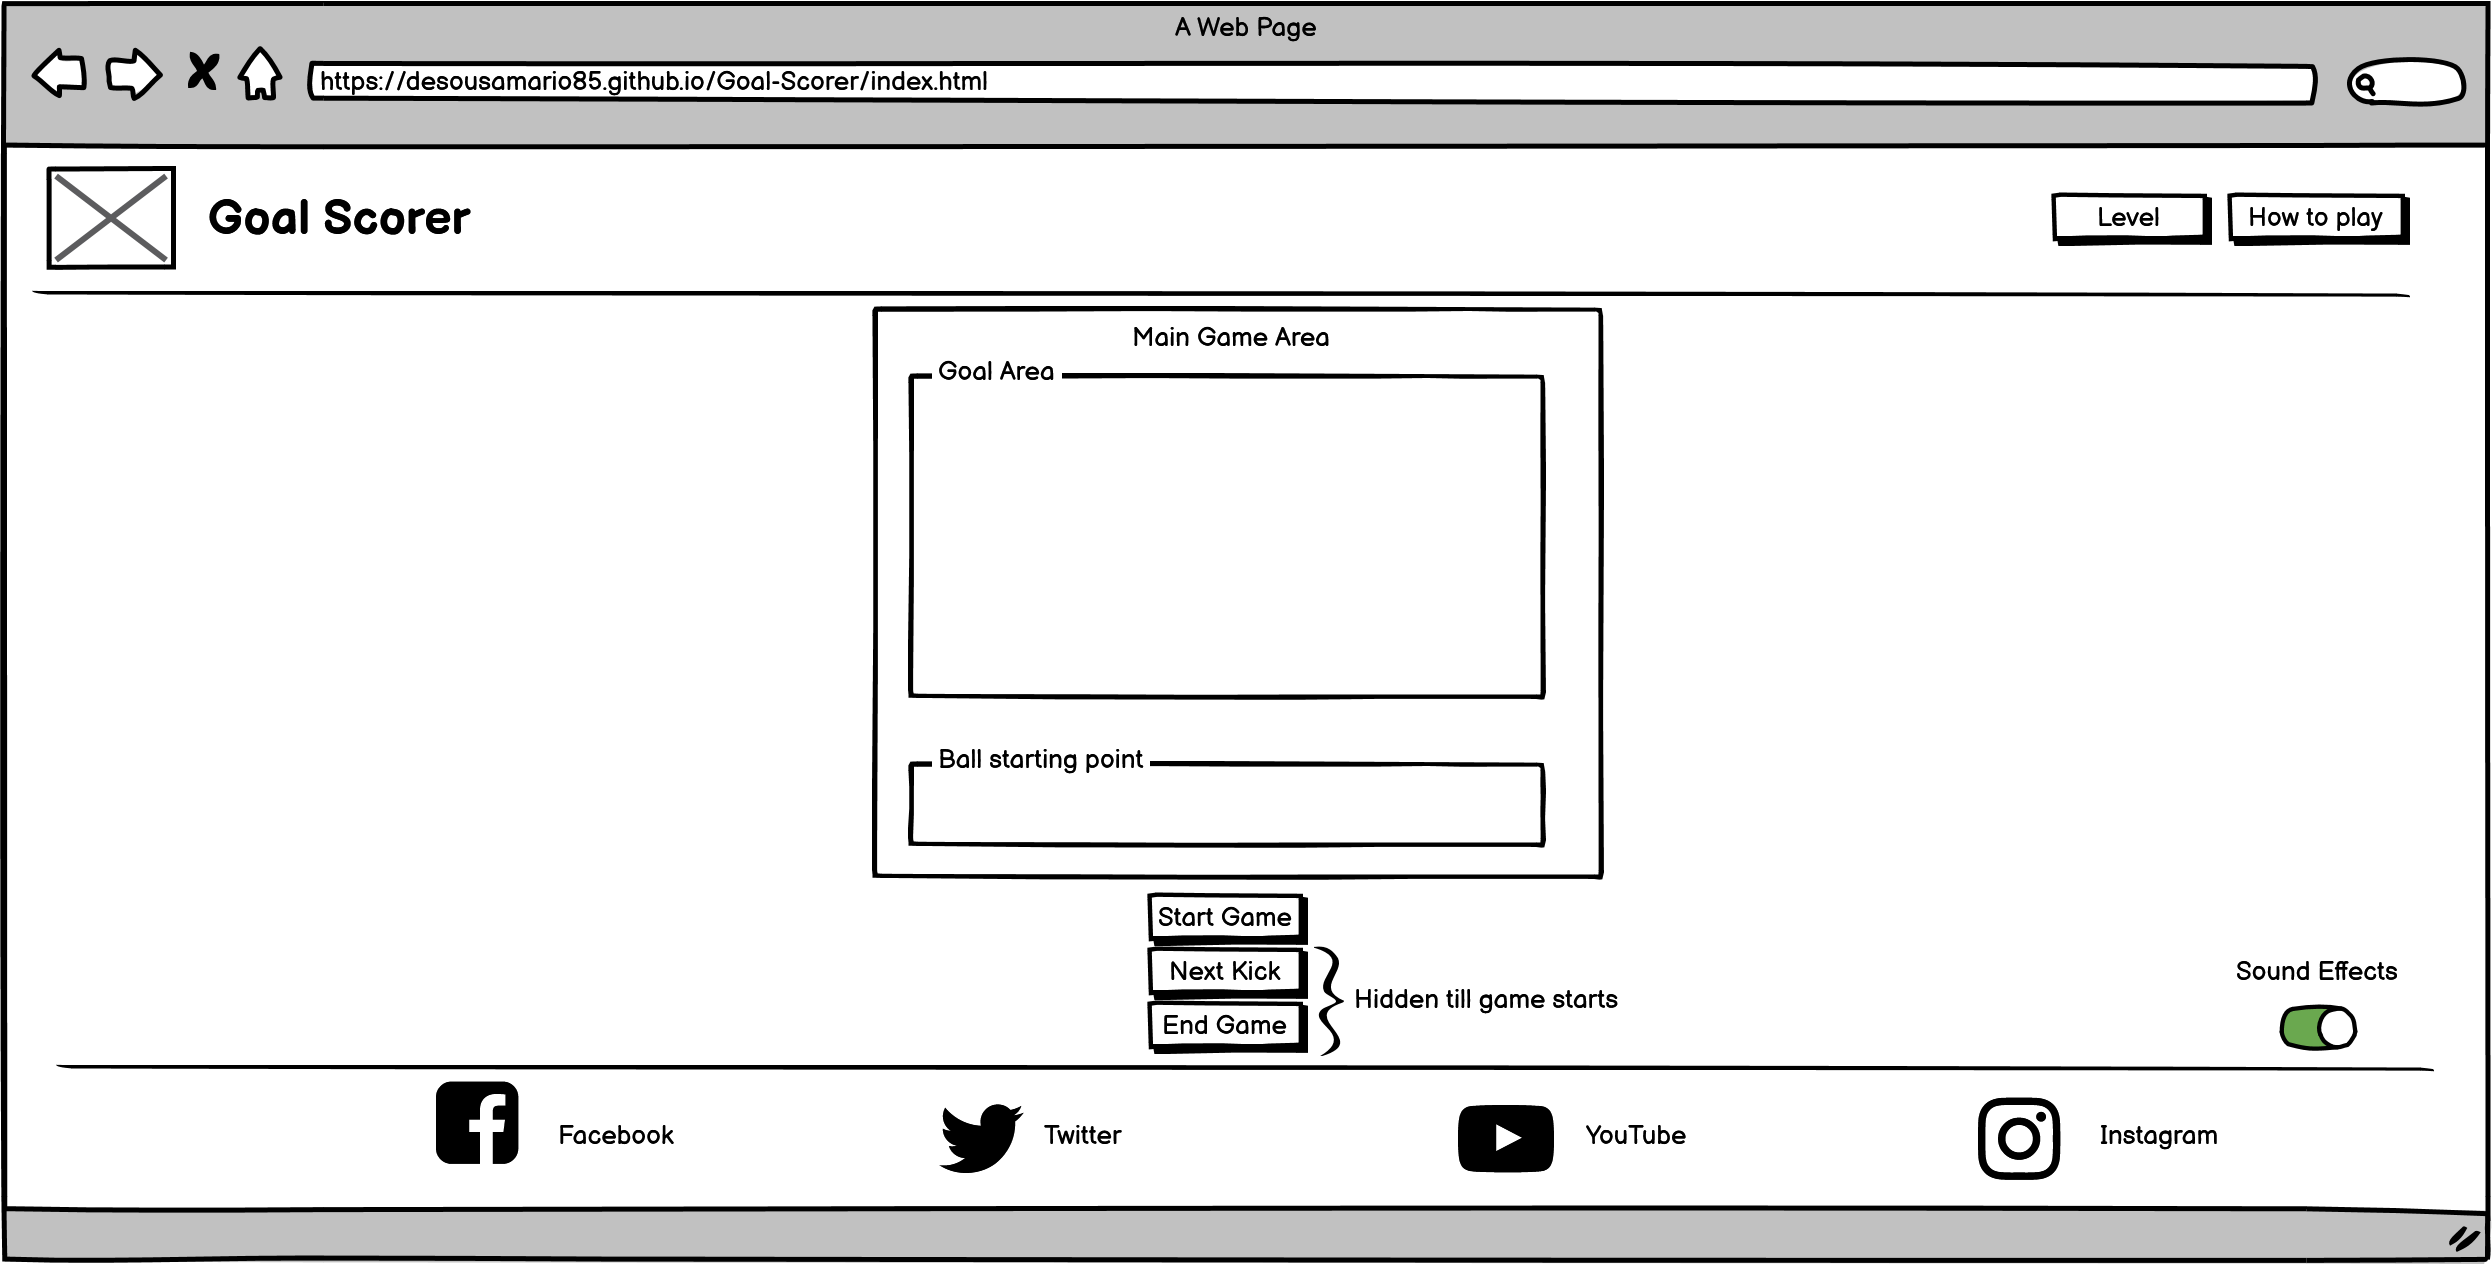 A Web Page
https://desousamario85.github.io/Goal-Scorer/index.html
Goal Scorer
Level
How to play
Main Game Area
Goal Area
Ball starting point
Start Game
Next Kick
Hidden till game starts
End Game
Sound Effects
Facebook
Twitter
YouTube
Instagram